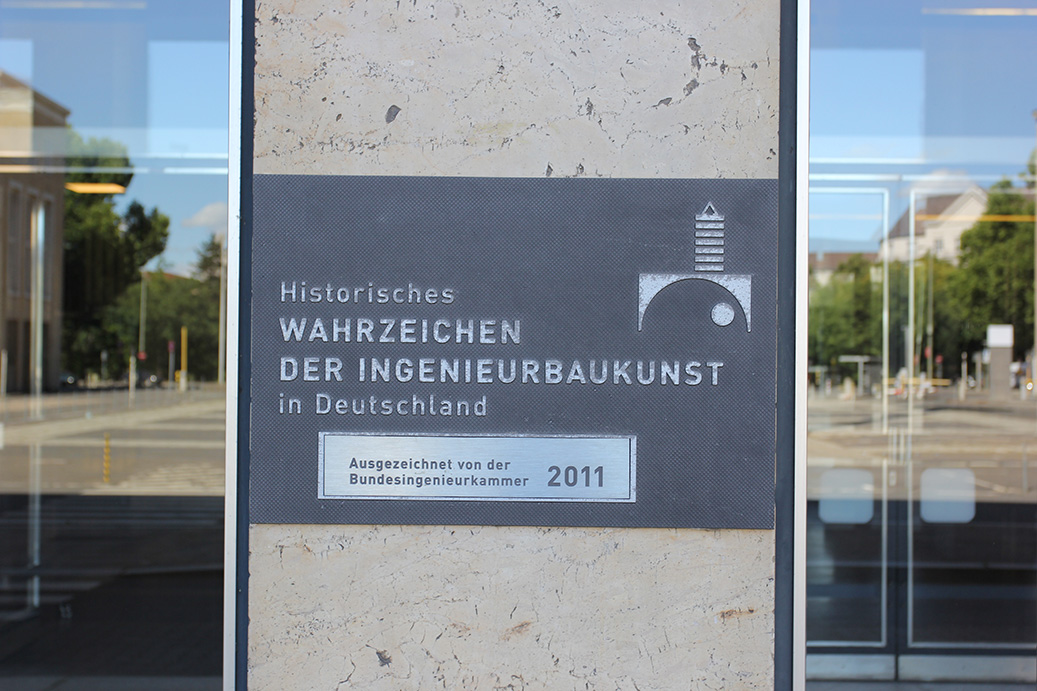 Historisches
WAHRZEICHEN
DER INGENIEURBAUKUNST
in Deutschland
Ausgezeichnet von der
Bundesingenieurkammer
2011